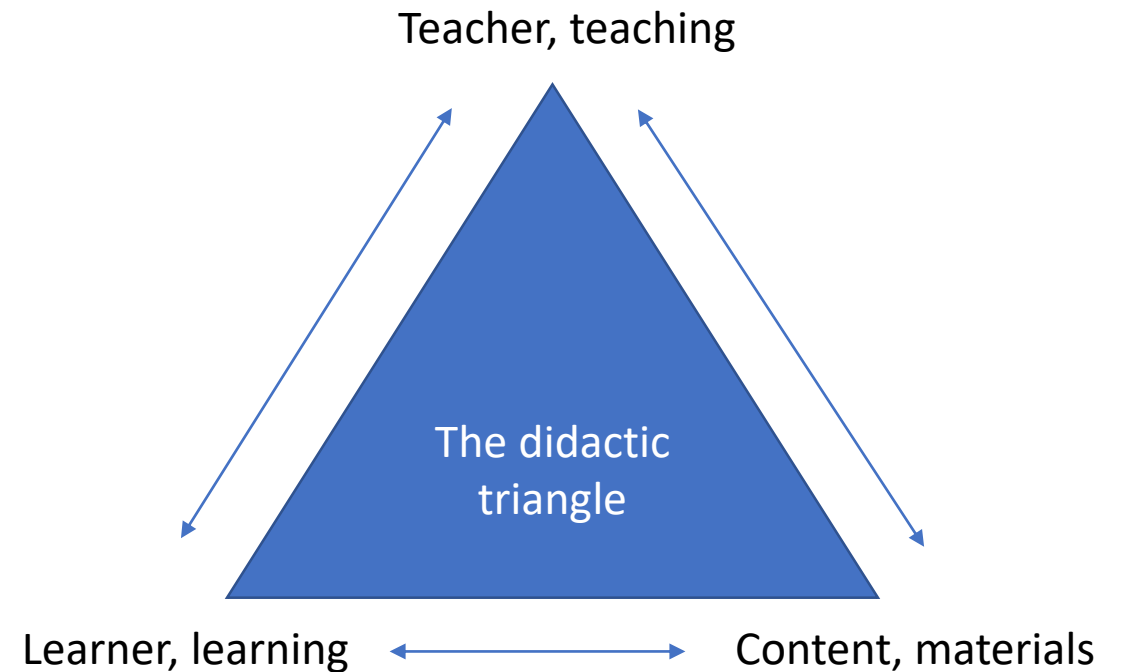 Teacher, teaching
The didactic
triangle
Learner, learning
Content, materials